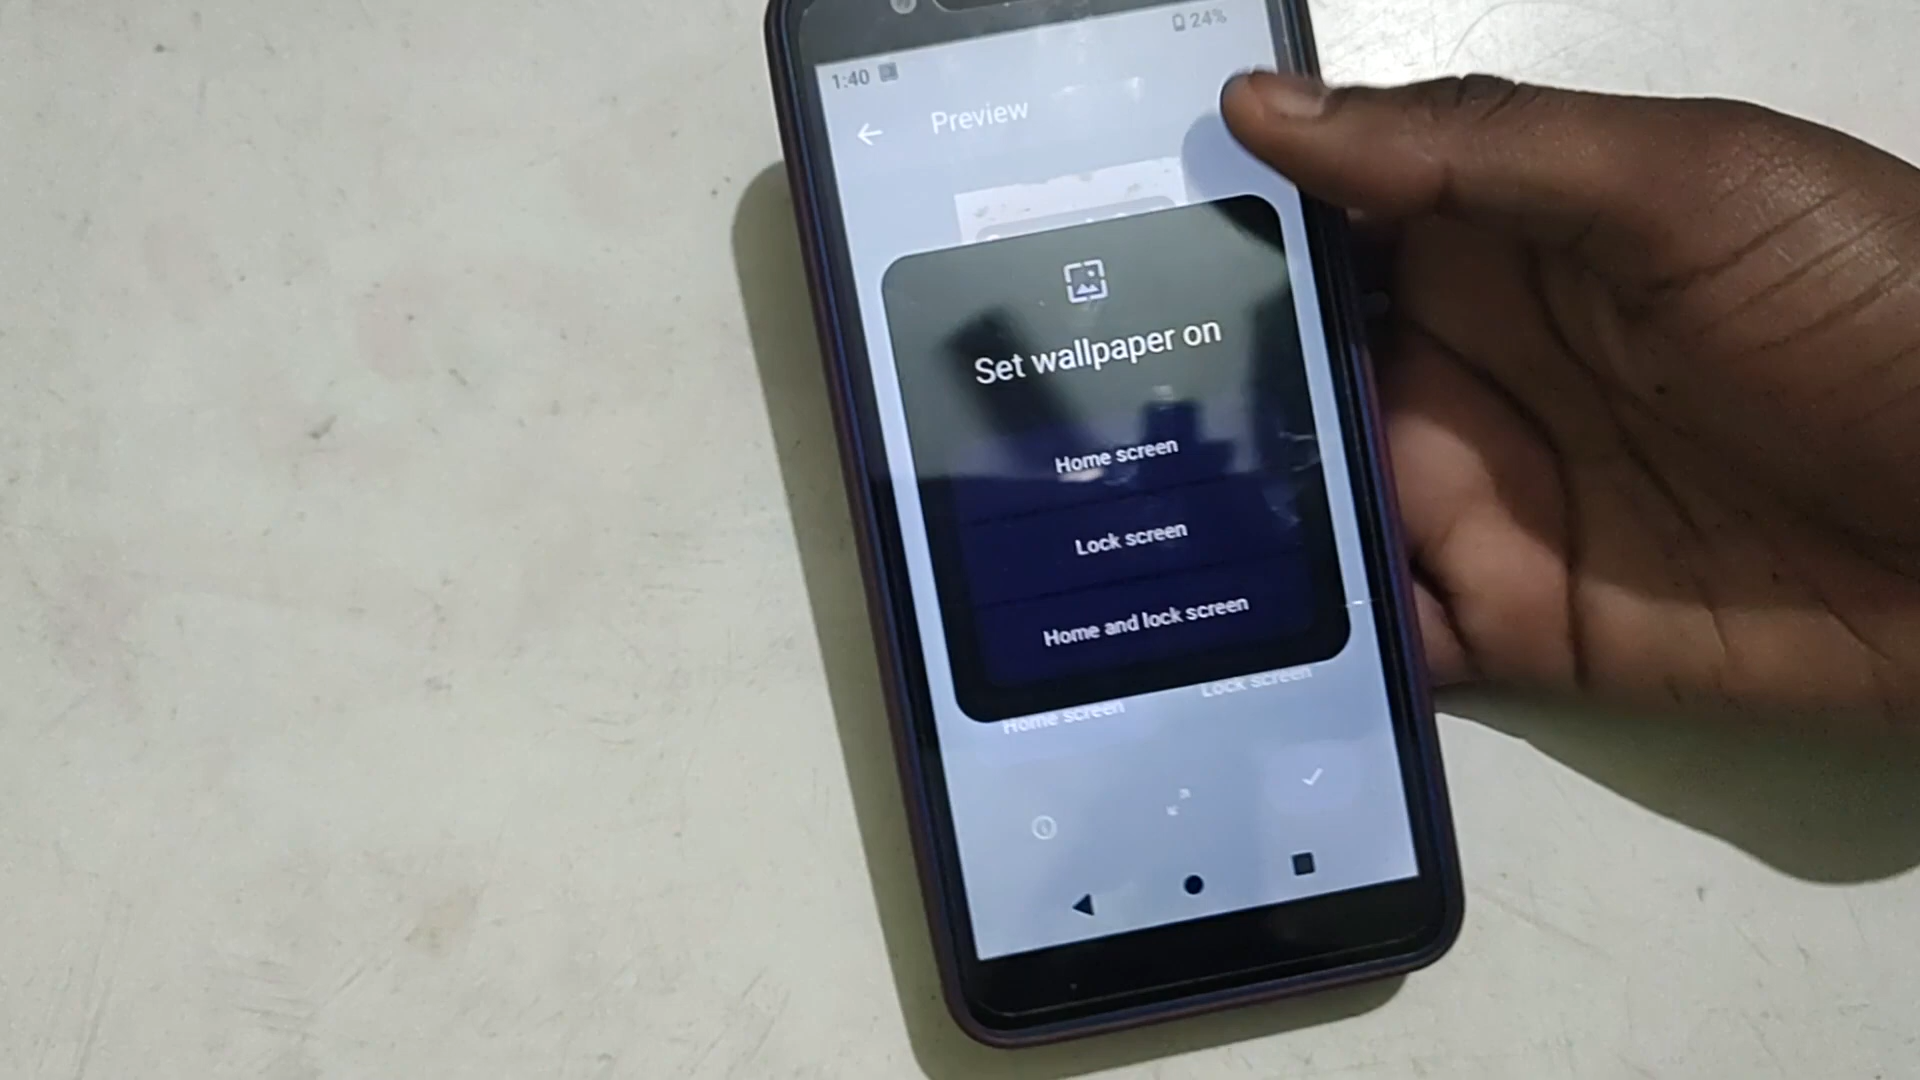 24%
1:40
Preview
Set wallpaper on
Home screen
Lock screen
Home and lock screen
Lock screen
Home screen